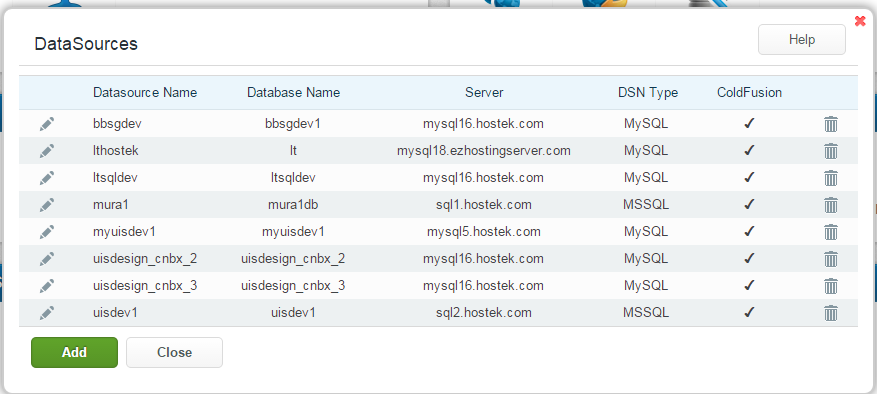 DataSources
Help
Datasource Name Database Name Server DSN Type ColdFusion
bbsgdev bbsgdev1 mysql16.hostek.com MySQL ✔
lthostek lt mysql18.ezhostingserver.com MySQL ✔
ltsqldev ltsqldev mysql16.hostek.com MySQL ✔
mura1 mura1db sql1.hostek.com MSSQL ✔
myuisdev1 myuisdev1 mysql5.hostek.com MySQL ✔
uisdesign_cnbx_2 uisdesign_cnbx_2 mysql16.hostek.com MySQL ✔
uisdesign_cnbx_3 uisdesign_cnbx_3 mysql16.hostek.com MySQL ✔
uisdev1 uisdev1 sql2.hostek.com MSSQL ✔
Add Close